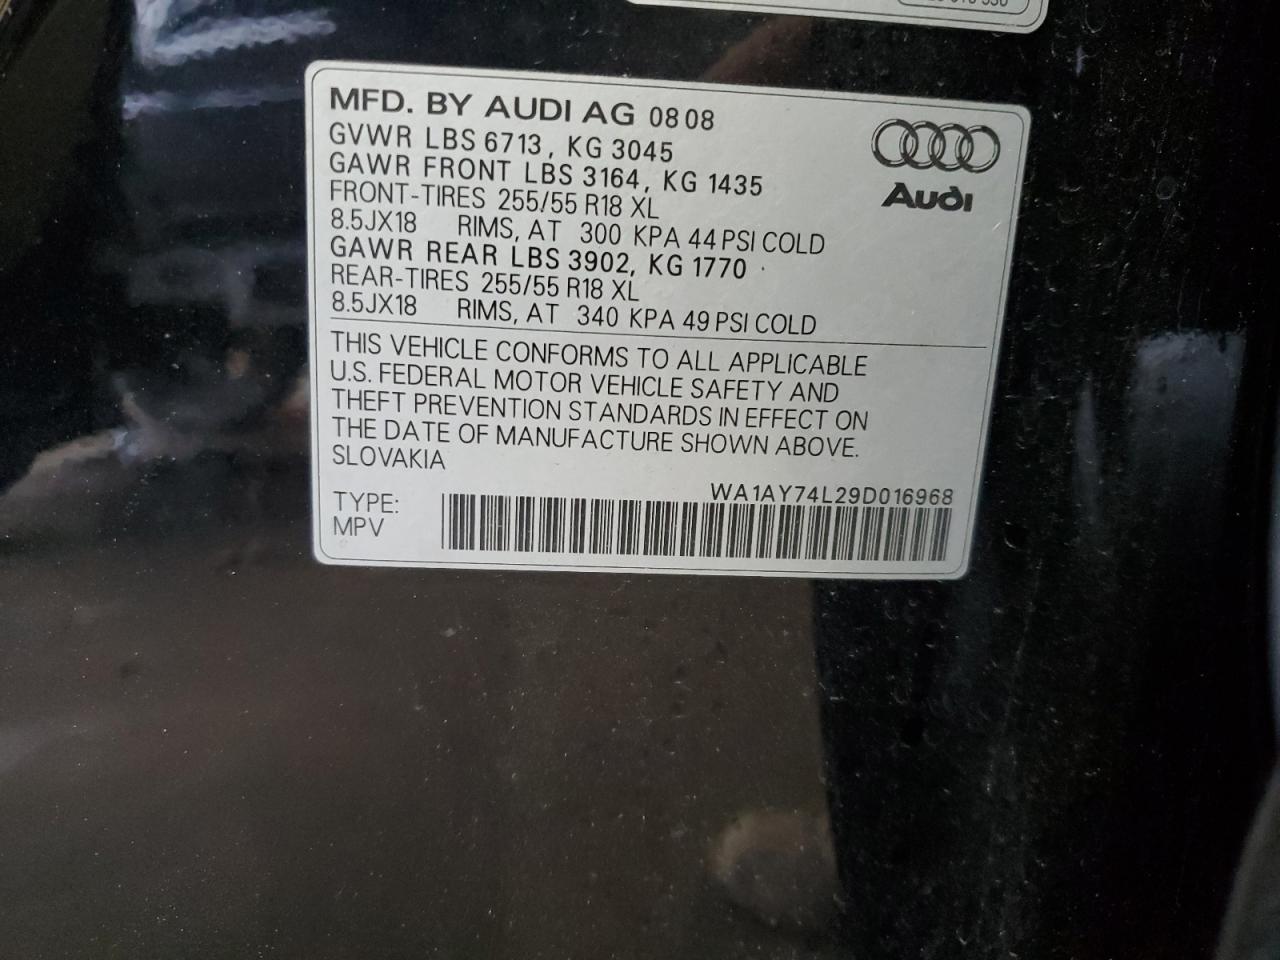 MFD. BY AUDI AG 08 08
GVWR LBS 6713, KG 3045
GAWR FRONT LBS 3164, KG 1435
FRONT-TIRES 255/55 R18 XL
8.5JX18 RIMS, AT 300 KPA 44 PSI COLD
GAWR REAR LBS 3902, KG 1770
REAR-TIRES 255/55 R18 XL
8.5JX18 RIMS, AT 340 KPA 49 PSI COLD
Audi
THIS VEHICLE CONFORMS TO ALL APPLICABLE
U.S. FEDERAL MOTOR VEHICLE SAFETY AND
THEFT PREVENTION STANDARDS IN EFFECT ON
THE DATE OF MANUFACTURE SHOWN ABOVE.
SLOVAKIA
WA1AY74L29D016968
TYPE:
MPV